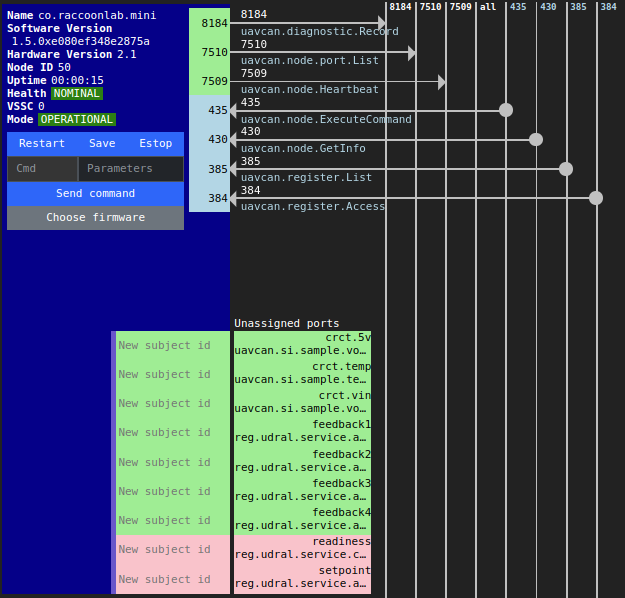 8184 7510 7509 all 435 430 385 384
Name co.raccoonlab.mini
Software Version
1.5.0xe080ef348e2875a
Hardware Version 2.1
Node ID 50
Uptime 00:00:15
Health NOMINAL
VSSC 0
Mode OPERATIONAL
Restart Save Estop
Cmd Parameters
Send command
Choose firmware
8184 8184
uavcan.diagnostic.Record
7510 7510
uavcan.node.port.List
7509 7509
uavcan.node.Heartbeat
435 435
uavcan.node.ExecuteCommand
430 430
uavcan.node.GetInfo
385 385
uavcan.register.List
384 384
uavcan.register.Access
Unassigned ports
New subject id crct.5v
uavcan.si.sample.vo…
New subject id crct.temp
uavcan.si.sample.te…
New subject id crct.vin
uavcan.si.sample.vo…
New subject id feedback1
reg.udral.service.a…
New subject id feedback2
reg.udral.service.a…
New subject id feedback3
reg.udral.service.a…
New subject id feedback4
reg.udral.service.a…
New subject id readiness
reg.udral.service.c…
New subject id setpoint
reg.udral.service.a…